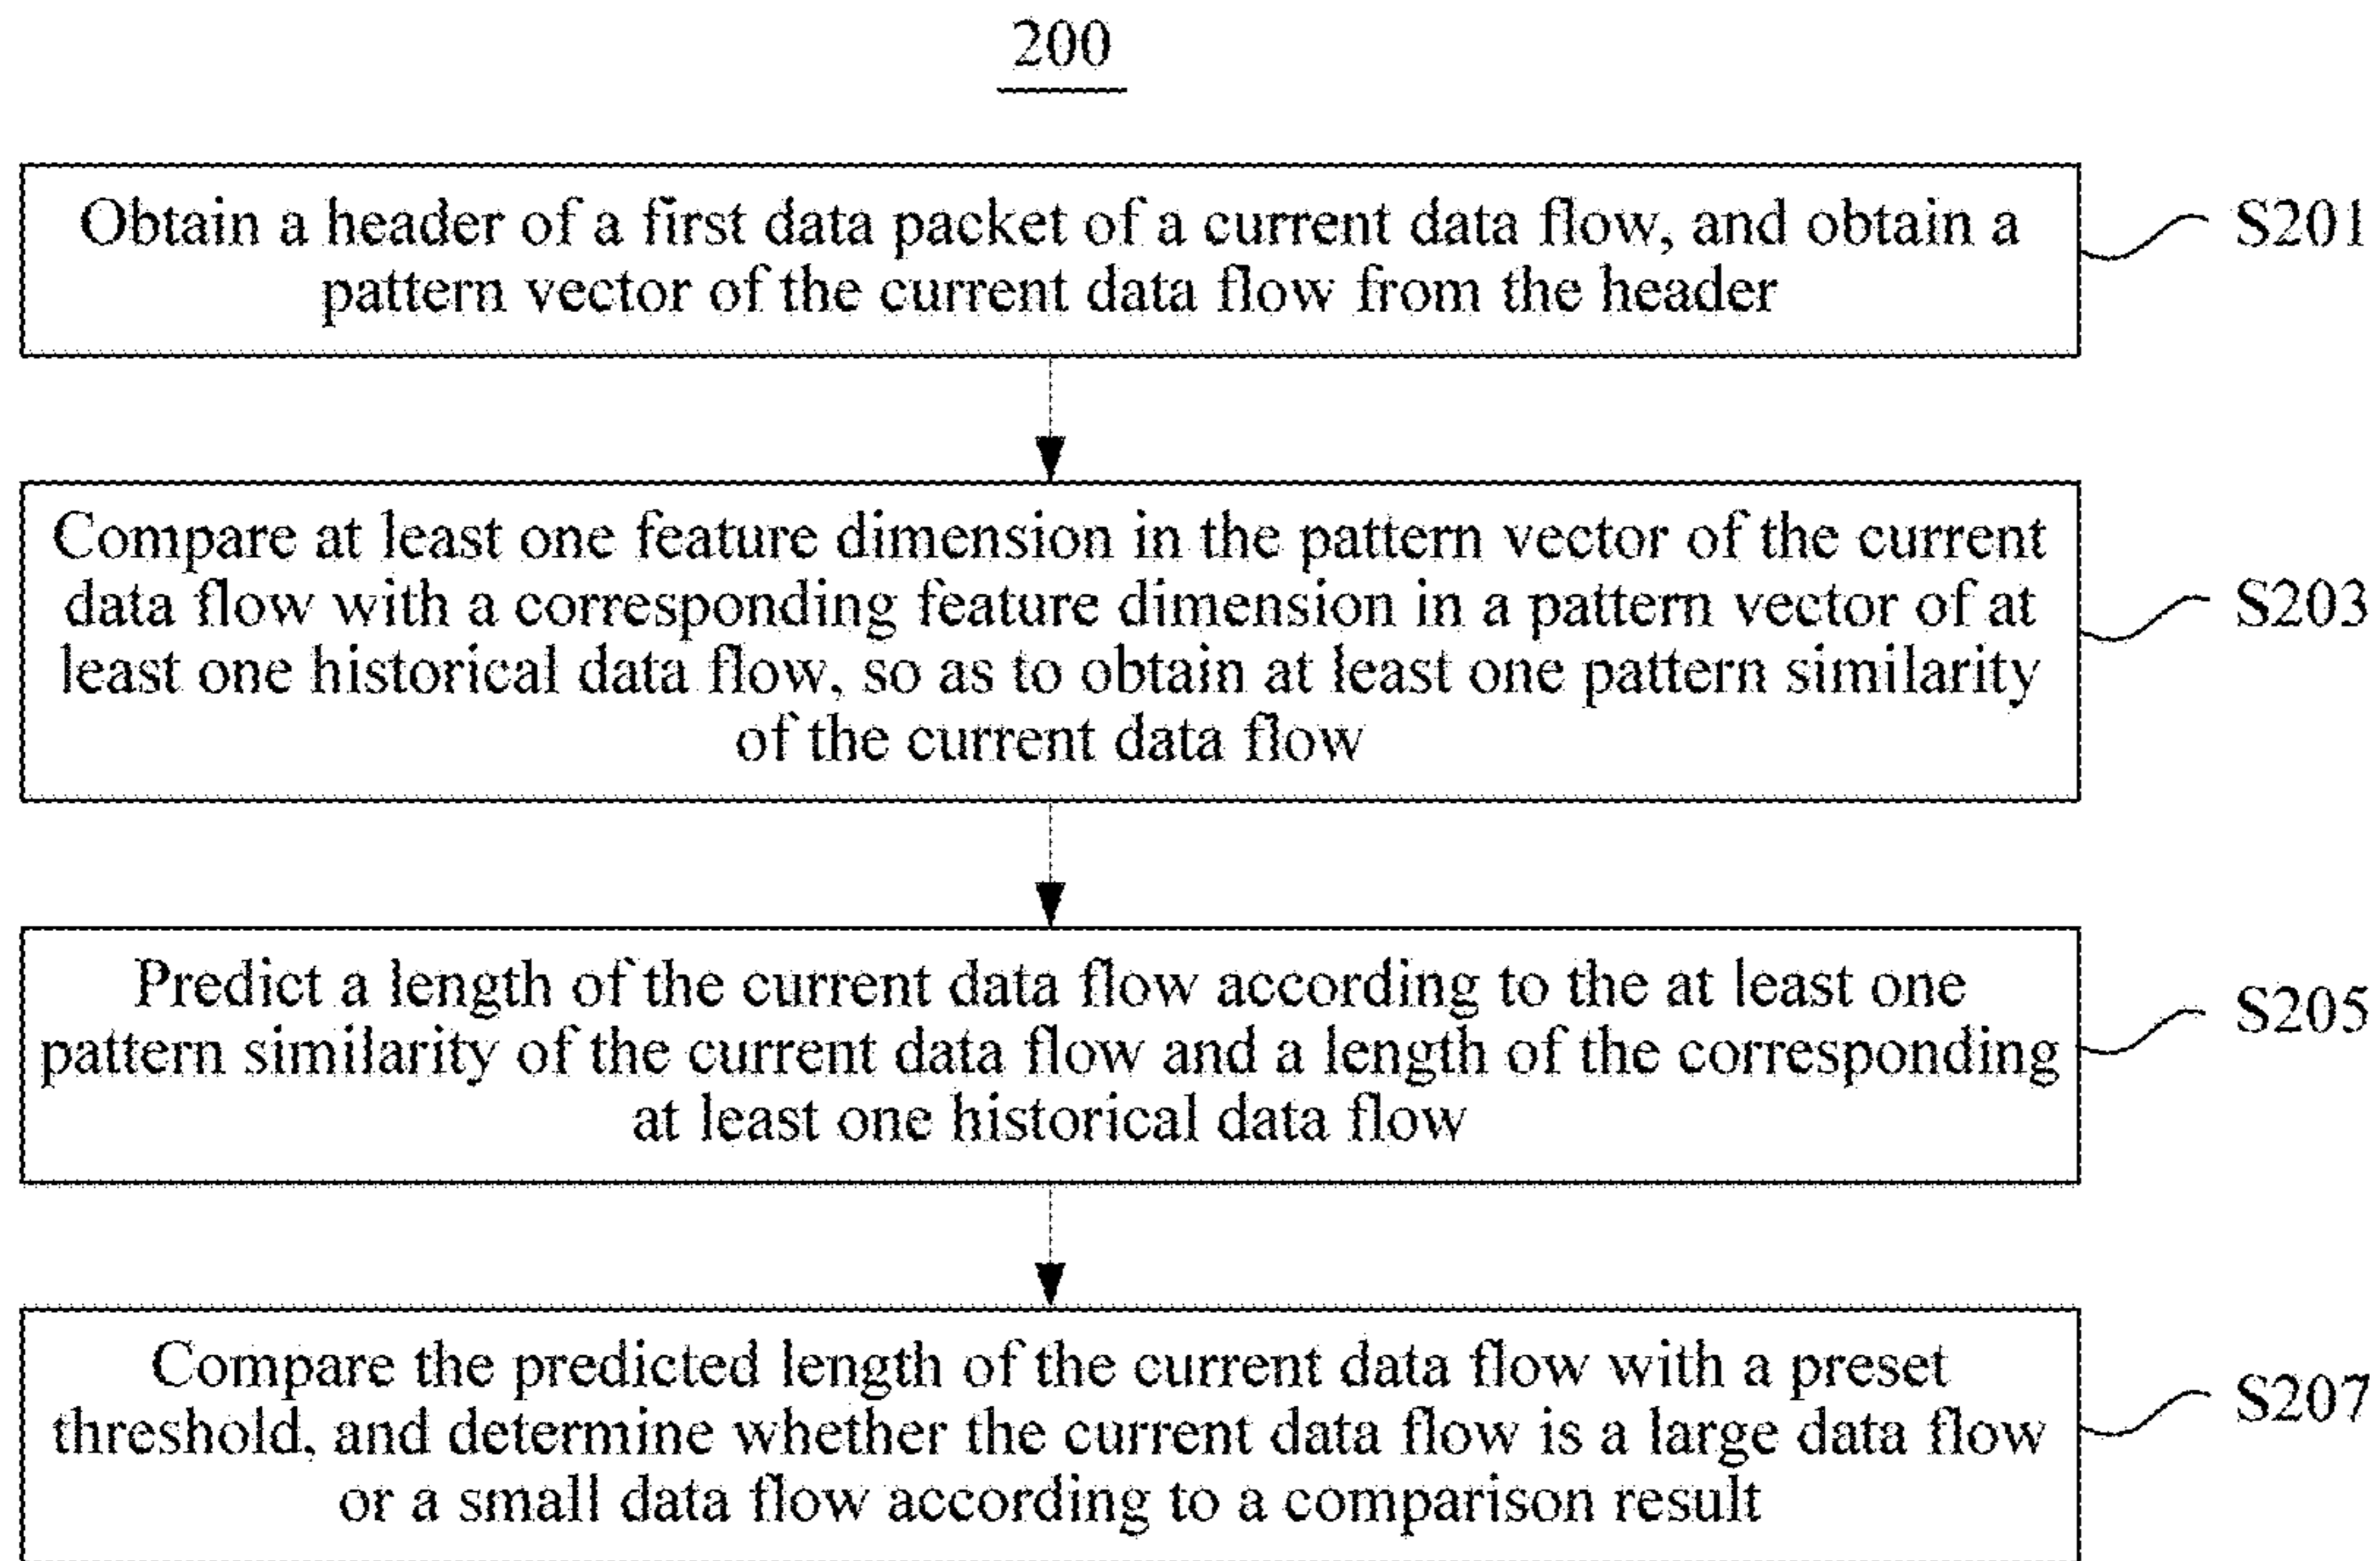 200
Obtain a header of a first data packet of a current data flow, and obtain a
pattern vector of the current data flow from the header
S201
Compare at least one feature dimension in the pattern vector of the current
data flow with a corresponding feature dimension in a pattern vector of at
least one historical data flow, so as to obtain at least one pattern similarity
of the current data flow
S203
Predict a length of the current data flow according to the at least one
pattern similarity of the current data flow and a length of the corresponding
at least one historical data flow
S205
Compare the predicted length of the current data flow with a preset
threshold, and determine whether the current data flow is a large data flow
or a small data flow according to a comparison result
S207